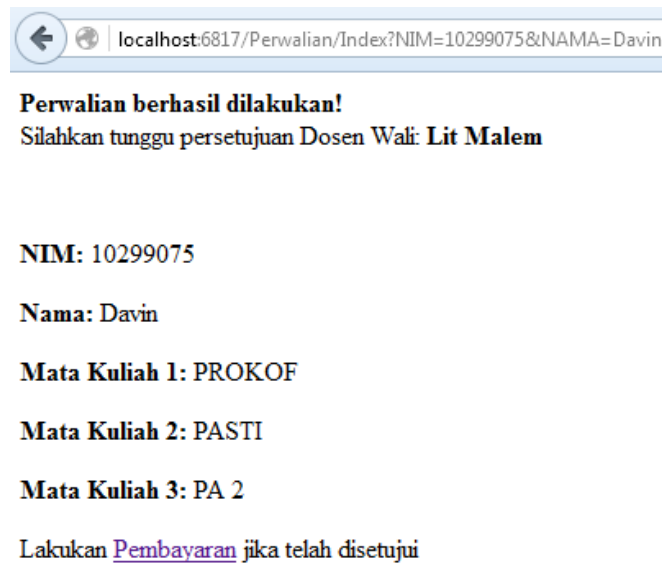 localhost:6817/Perwalian/Index?NIM=10299075&NAMA=Davin
Perwalian berhasil dilakukan!
Silahkan tunggu persetujuan Dosen Wali: Lit Malem
NIM: 10299075
Nama: Davin
Mata Kuliah 1: PROKOF
Mata Kuliah 2: PASTI
Mata Kuliah 3: PA 2
Lakukan Pembayaran jika telah disetujui